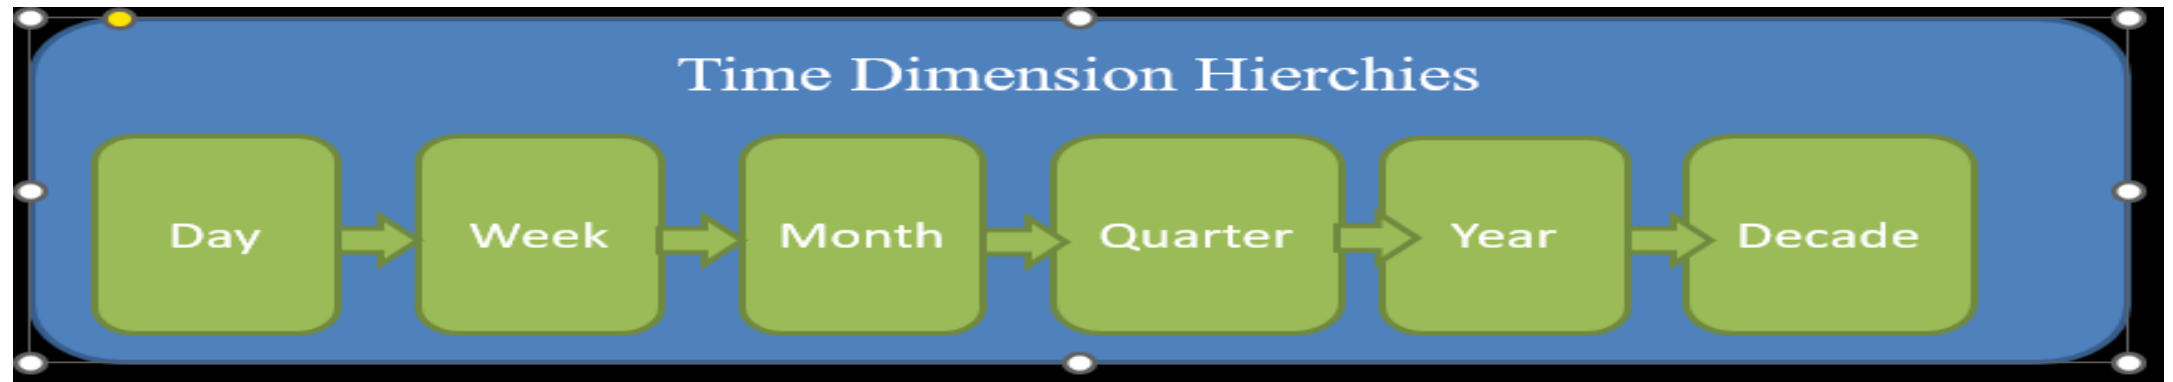 Time Dimension Hierchies
Day Week Month Quarter Year Decade